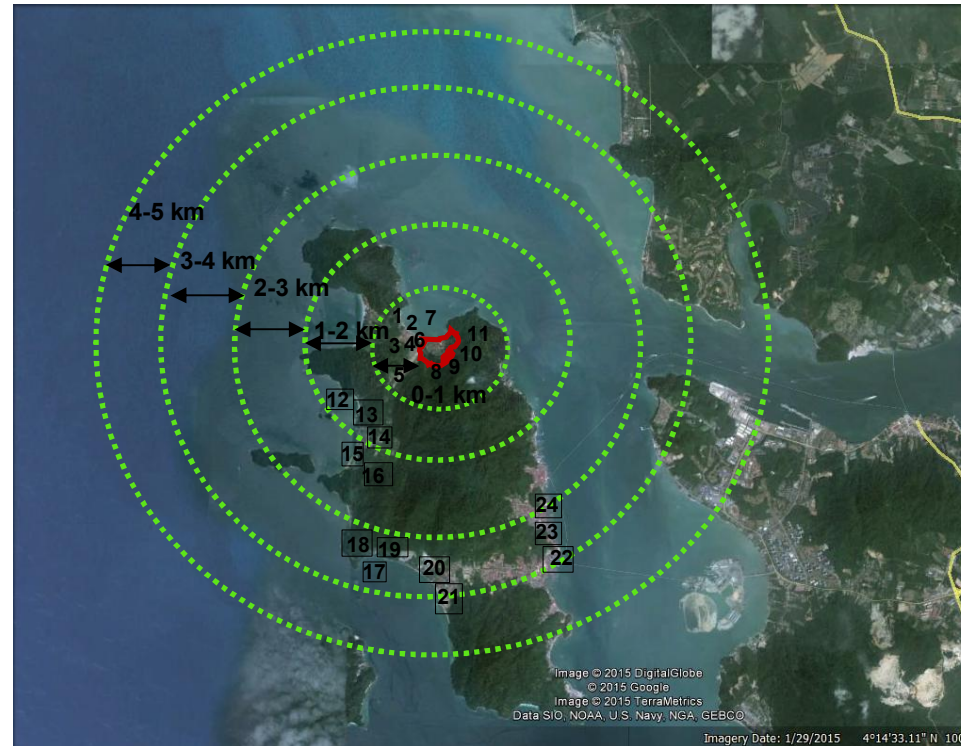 4-5 km
3-4 km
2-3 km
1-2 km
1
2
7
11
3
4
6
10
5
8
9
0-1 km
12
13
14
15
16
24
23
18
19
22
17
20
21
Image © 2015 DigitalGlobe
© 2015 Google
Image © 2015 TerraMetrics
Data SIO, NOAA, U.S. Navy, NGA, GEBCO
Imagery Date: 1/29/2015 4°14'33.11" N 100